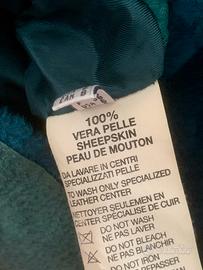 100%
VERA PELLE
SHEEPSKIN
PEAU DE MOUTON
DA LAVARE IN CENTRI
SPECIALIZZATI PELLE
TO WASH ONLY SPECIALIZED
LEATHER CENTER
NETTOYER SEULEMENT EN
CENTER SPÉCIALISÉ DE CUIR
DO NOT WASH
NE PAS LAVER
DO NOT BLEACH
NE PAS BLANCHIR
DO NOT IRON